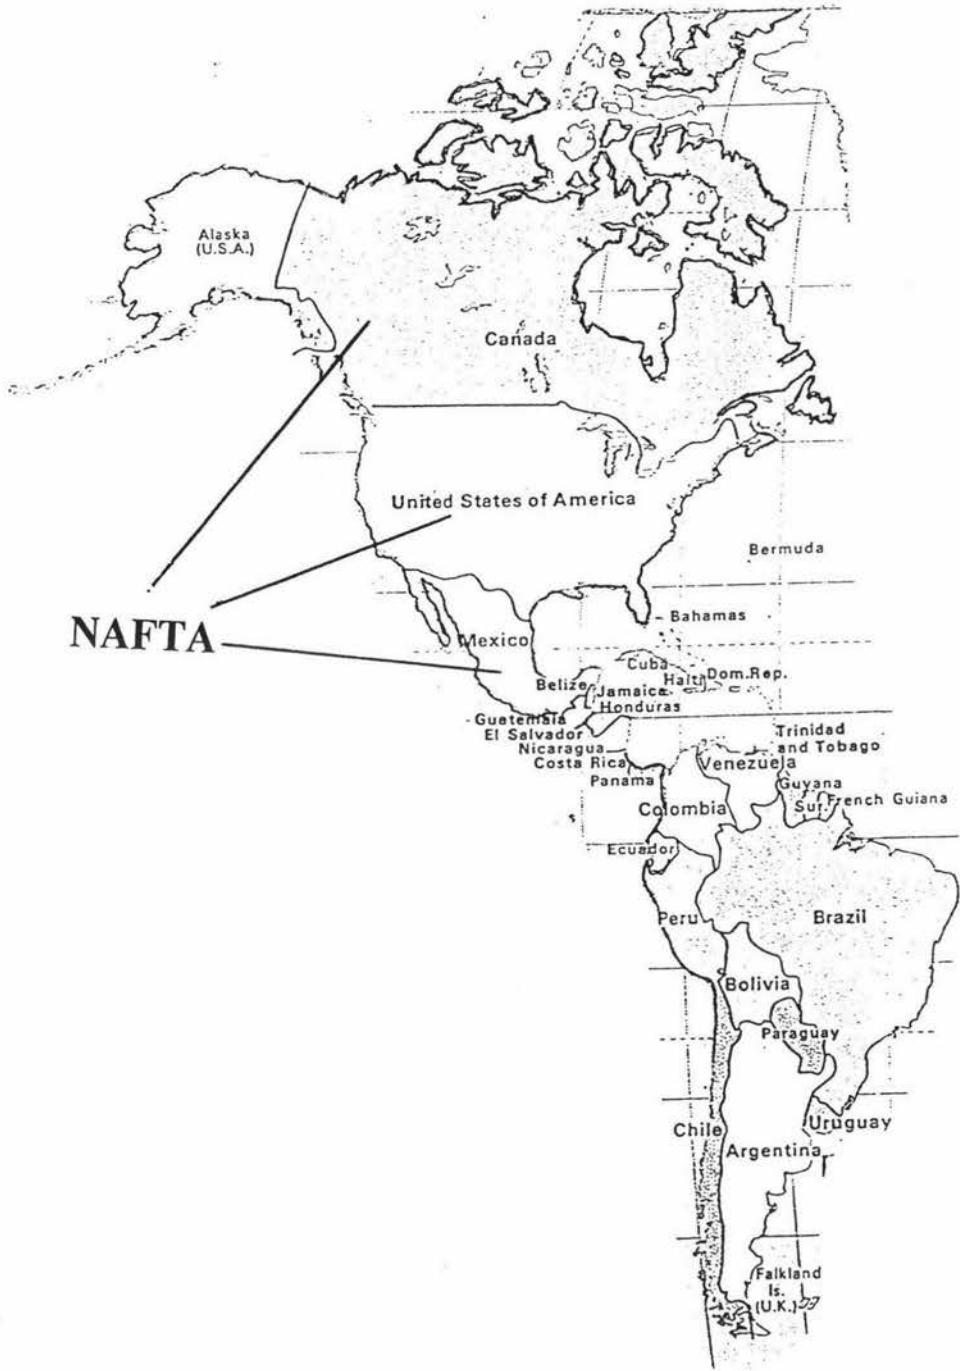 Alaska
(U.S.A.)
Canada
United States of America
Bermuda
NAFTA
Bahamas
Mexico
Cuba
Haiti
Dom.Rep.
Belize
Jamaica
Honduras
Guatemala
El Salvador
Nicaragua
Costa Rica
Panama
Trinidad
and Tobago
Venezuela
Guyana
Sur.
French Guiana
Colombia
Ecuador
Peru
Brazil
Bolivia
Paraguay
Chile
Uruguay
Argentina
Falkland
Is.
(U.K.)